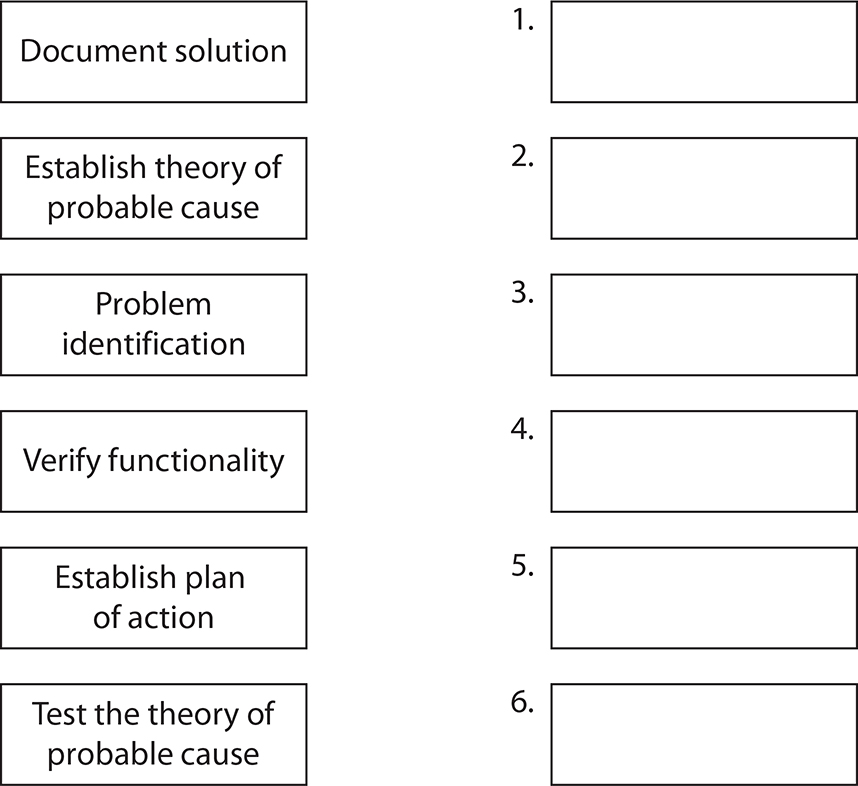 Document solution
1.
Establish theory of
probable cause
2.
Problem
identification
3.
Verify functionality
4.
Establish plan
of action
5.
Test the theory of
probable cause
6.